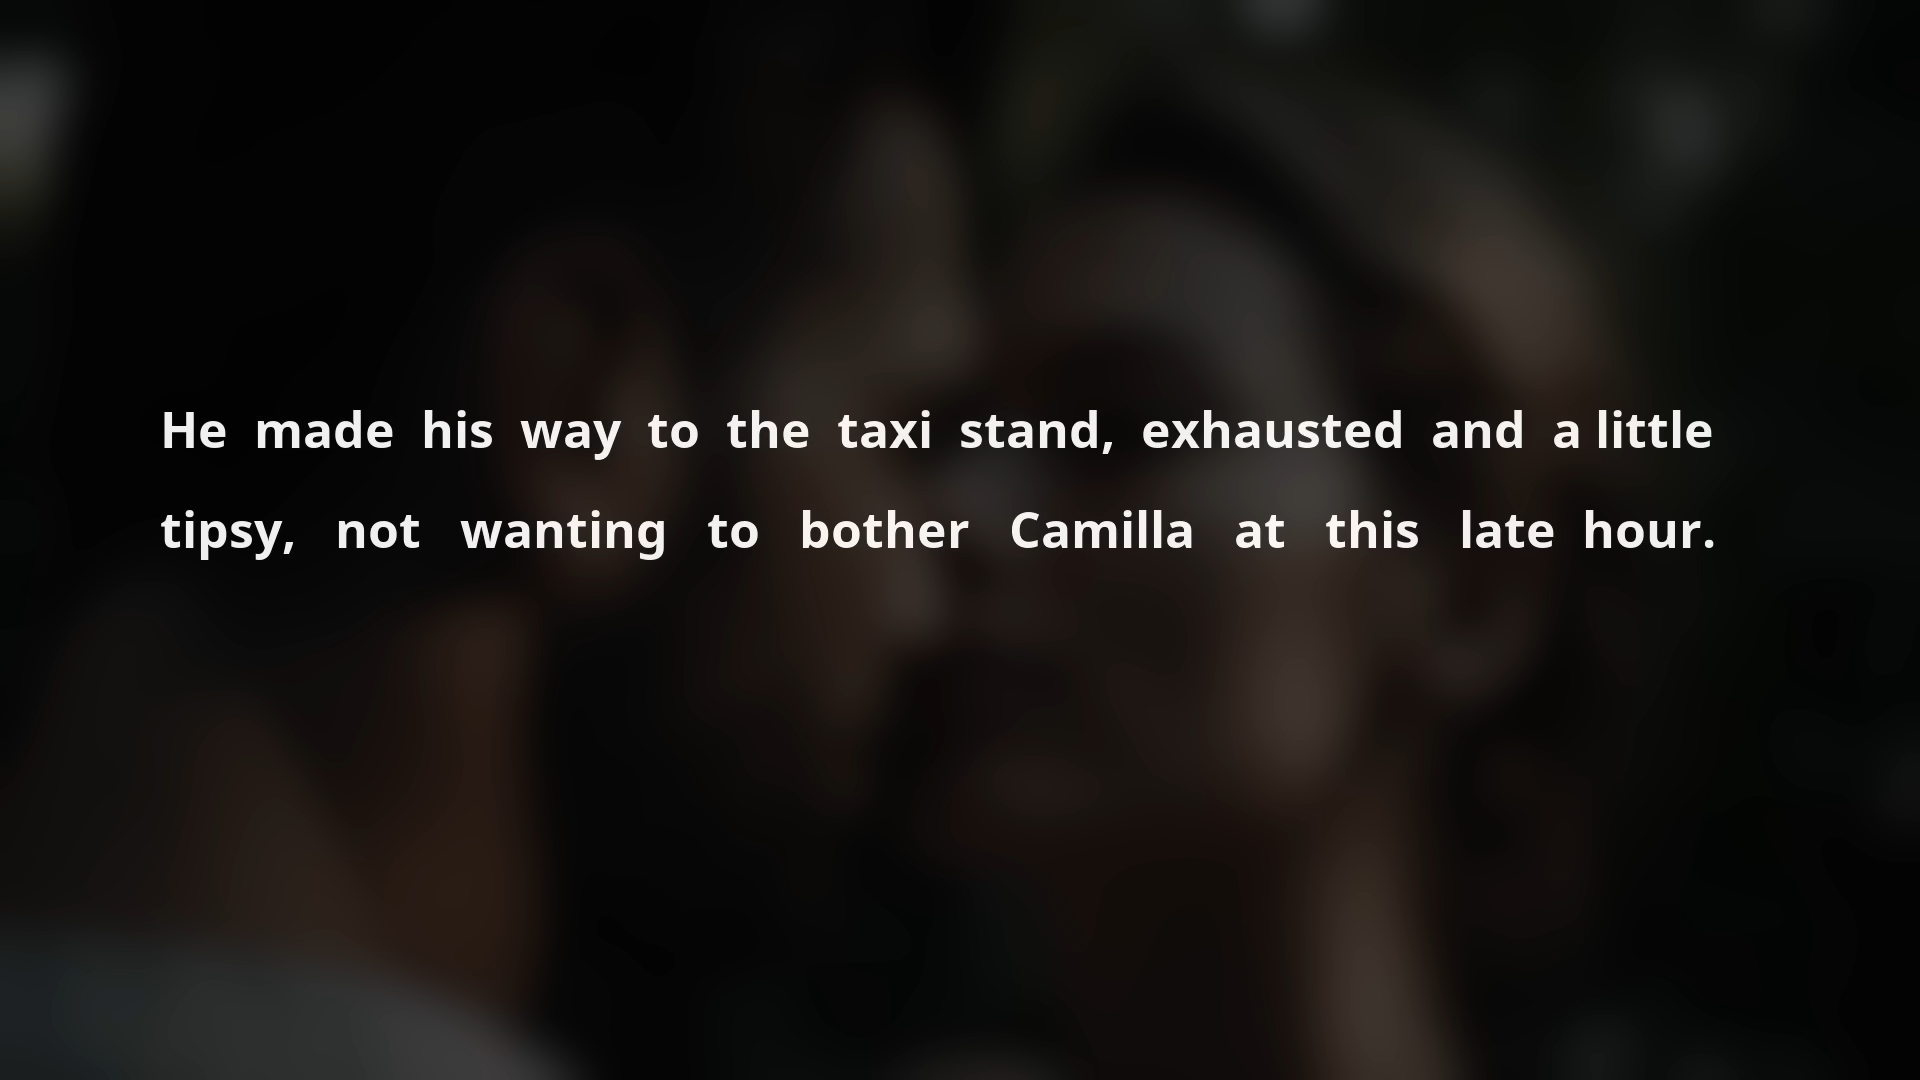 He made his way to the taxi stand, exhausted and a little
tipsy, not wanting to bother Camilla at this late hour.